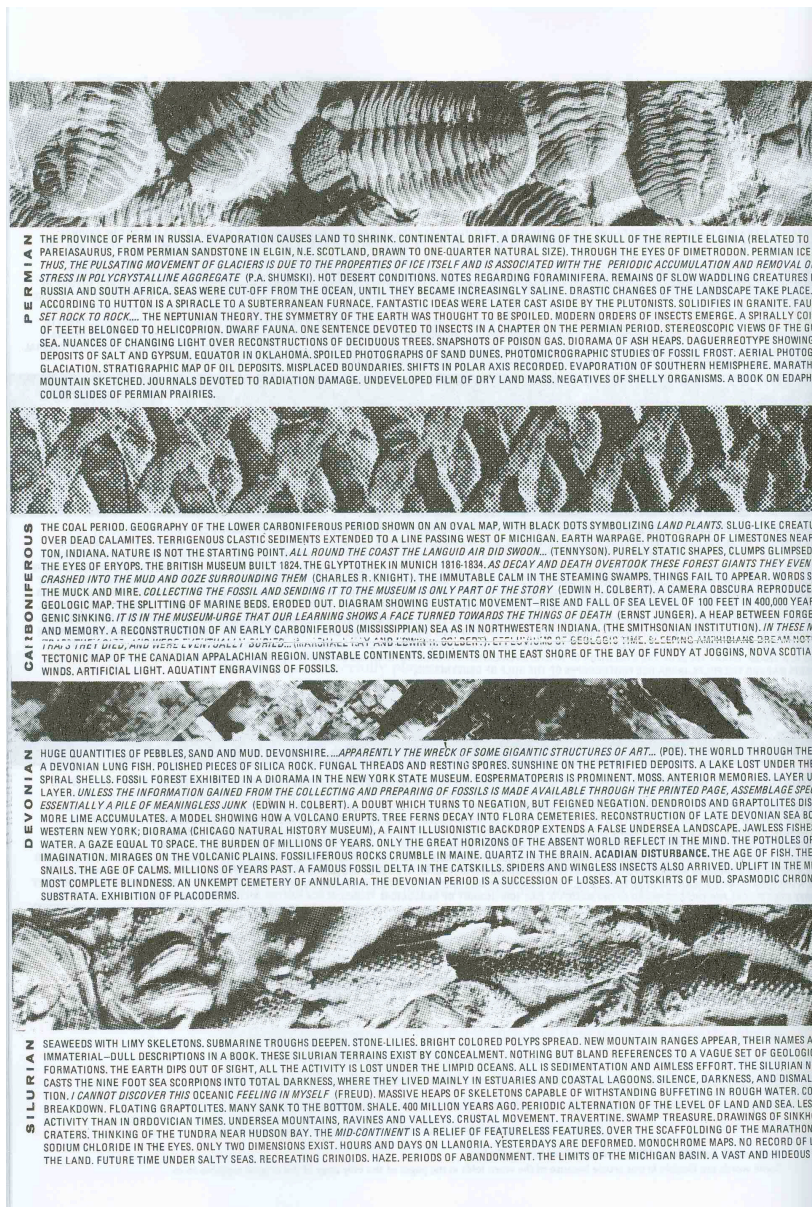 PERMIAN
THE PROVINCE OF PERM IN RUSSIA. EVAPORATION CAUSES LAND TO SHRINK. CONTINENTAL DRIFT. A DRAWING OF THE SKULL OF THE REPTILE ELGINIA (RELATED TO
PAREIASAURUS, FROM PERMIAN SANDSTONE IN ELGIN, N.E. SCOTLAND, DRAWN TO ONE-QUARTER NATURAL SIZE). THROUGH THE EYES OF DIMETRODON. PERMIAN ICE
THUS, THE PULSATING MOVEMENT OF GLACIERS IS DUE TO THE PROPERTIES OF ICE ITSELF AND IS ASSOCIATED WITH THE PERIODIC ACCUMULATION AND REMOVAL O
STRESS IN POLYCRYSTALLINE AGGREGATE (P.A. SHUMSKI). HOT DESERT CONDITIONS. NOTES REGARDING FORAMINIFERA. REMAINS OF SLOW WADDLING CREATURES
RUSSIA AND SOUTH AFRICA. SEAS WERE CUT-OFF FROM THE OCEAN, UNTIL THEY BECAME INCREASINGLY SALINE. DRASTIC CHANGES OF THE LANDSCAPE TAKE PLACE.
ACCORDING TO HUTTON IS A SPIRACLE TO A SUBTERRANEAN FURNACE. FANTASTIC IDEAS WERE LATER CAST ASIDE BY THE PLUTONISTS. SOLIDIFIES IN GRANITE. FAU
SET ROCK TO ROCK.... THE NEPTUNIAN THEORY. THE SYMMETRY OF THE EARTH WAS THOUGHT TO BE SPOILED. MODERN ORDERS OF INSECTS EMERGE. A SPIRALLY COI
OF TEETH BELONGED TO HELICOPRION. DWARF FAUNA. ONE SENTENCE DEVOTED TO INSECTS IN A CHAPTER ON THE PERMIAN PERIOD. STEREOSCOPIC VIEWS OF THE G
SEA. NUANCES OF CHANGING LIGHT OVER RECONSTRUCTIONS OF DECIDUOUS TREES. SNAPSHOTS OF POISON GAS. DIORAMA OF ASH HEAPS. DAGUERREOTYPE SHOWING
DEPOSITS OF SALT AND GYPSUM. EQUATOR IN OKLAHOMA. SPOILED PHOTOGRAPHS OF SAND DUNES. PHOTOMICROGRAPHIC STUDIES OF FOSSIL FROST. AERIAL PHOTOG
GLACIATION. STRATIGRAPHIC MAP OF OIL DEPOSITS. MISPLACED BOUNDARIES. SHIFTS IN POLAR AXIS RECORDED. EVAPORATION OF SOUTHERN HEMISPHERE. MARATH
MOUNTAIN SKETCHED. JOURNALS DEVOTED TO RADIATION DAMAGE. UNDEVELOPED FILM OF DRY LAND MASS. NEGATIVES OF SHELLY ORGANISMS. A BOOK ON EDAPH
COLOR SLIDES OF PERMIAN PRAIRIES.
CARBONIFEROUS
THE COAL PERIOD. GEOGRAPHY OF THE LOWER CARBONIFEROUS PERIOD SHOWN ON AN OVAL MAP, WITH BLACK DOTS SYMBOLIZING LAND PLANTS. SLUG-LIKE CREATU
OVER DEAD CALAMITES. TERRIGENOUS CLASTIC SEDIMENTS EXTENDED TO A LINE PASSING WEST OF MICHIGAN. EARTH WARPAGE. PHOTOGRAPH OF LIMESTONES NEAR
TON, INDIANA. NATURE IS NOT THE STARTING POINT. ALL ROUND THE COAST THE LANGUID AIR DID SWOON... (TENNYSON). PURELY STATIC SHAPES, CLUMPS GLIMPSED
THE EYES OF ERYOPS. THE BRITISH MUSEUM BUILT 1824. THE GLYPTOTHEK IN MUNICH 1816-1834. AS DECAY AND DEATH OVERTOOK THESE FOREST GIANTS THEY EVEN
CRASHED INTO THE MUD AND OOZE SURROUNDING THEM (CHARLES R. KNIGHT). THE IMMUTABLE CALM IN THE STEAMING SWAMPS. THINGS FAIL TO APPEAR. WORDS S
THE MUCK AND MIRE. COLLECTING THE FOSSIL AND SENDING IT TO THE MUSEUM IS ONLY PART OF THE STORY (EDWIN H. COLBERT). A CAMERA OBSCURA REPRODUCE
GEOLOGIC MAP. THE SPLITTING OF MARINE BEDS. ERODED OUT. DIAGRAM SHOWING EUSTATIC MOVEMENT—RISE AND FALL OF SEA LEVEL OF 100 FEET IN 400,000 YEAR
GENIC SINKING. IT IS IN THE MUSEUM-URGE THAT OUR LEARNING SHOWS A FACE TURNED TOWARDS THE THINGS OF DEATH (ERNST JUNGER). A HEAP BETWEEN FORGE
AND MEMORY. A RECONSTRUCTION OF AN EARLY CARBONIFEROUS (MISSISSIPPIAN) SEA AS IN NORTHWESTERN INDIANA. (THE SMITHSONIAN INSTITUTION). IN THESE
THEY DIED, AND WERE EVENTUALLY BURIED... (MARSHALL KAY AND EDWIN H. COLBERT). EFFLUVIUMS OF GEOLOGIC TIME. SLEEPING AMPHIBIANS DREAM
TECTONIC MAP OF THE CANADIAN APPALACHIAN REGION. UNSTABLE CONTINENTS. SEDIMENTS ON THE EAST SHORE OF THE BAY OF FUNDY AT JOGGINS, NOVA SCOTIA
WINDS. ARTIFICIAL LIGHT. AQUATINT ENGRAVINGS OF FOSSILS.
DEVONIAN
HUGE QUANTITIES OF PEBBLES, SAND AND MUD. DEVONSHIRE. ...APPARENTLY THE WRECK OF SOME GIGANTIC STRUCTURES OF ART... (POE). THE WORLD THROUGH THE
A DEVONIAN LUNG FISH. POLISHED PIECES OF SILICA ROCK. FUNGAL THREADS AND RESTING SPORES. SUNSHINE ON THE PETRIFIED DEPOSITS. A LAKE LOST UNDER THE
SPIRAL SHELLS. FOSSIL FOREST EXHIBITED IN A DIORAMA IN THE NEW YORK STATE MUSEUM. EOSPERMATOPERIS IS PROMINENT. MOSS. ANTERIOR MEMORIES. LAYER U
LAYER. UNLESS THE INFORMATION GAINED FROM THE COLLECTING AND PREPARING OF FOSSILS IS MADE AVAILABLE THROUGH THE PRINTED PAGE, ASSEMBLAGE SPE
ESSENTIALLY A PILE OF MEANINGLESS JUNK (EDWIN H. COLBERT). A DOUBT WHICH TURNS TO NEGATION, BUT FEIGNED NEGATION. DENDROIDS AND GRAPTOLITES DI
MORE LIME ACCUMULATES. A MODEL SHOWING HOW A VOLCANO ERUPTS. TREE FERNS DECAY INTO FLORA CEMETERIES. RECONSTRUCTION OF LATE DEVONIAN SEA BO
WESTERN NEW YORK; DIORAMA (CHICAGO NATURAL HISTORY MUSEUM), A FAINT ILLUSIONISTIC BACKDROP EXTENDS A FALSE UNDERSEA LANDSCAPE. JAWLESS FISHE
WATER. A GAZE EQUAL TO SPACE. THE BURDEN OF MILLIONS OF YEARS. ONLY THE GREAT HORIZONS OF THE ABSENT WORLD REFLECT IN THE MIND. THE POTHOLES OF
IMAGINATION. MIRAGES ON THE VOLCANIC PLAINS. FOSSILIFEROUS ROCKS CRUMBLE IN MAINE. QUARTZ IN THE BRAIN. ACADIAN DISTURBANCE. THE AGE OF FISH. THE
SNAILS. THE AGE OF CALMS. MILLIONS OF YEARS PAST. A FAMOUS FOSSIL DELTA IN THE CATSKILLS. SPIDERS AND WINGLESS INSECTS ALSO ARRIVED. UPLIFT IN THE MI
MOST COMPLETE BLINDNESS. AN UNKEMPT CEMETERY OF ANNULARIA. THE DEVONIAN PERIOD IS A SUCCESSION OF LOSSES. AT OUTSKIRTS OF MUD. SPASMODIC CHRON
SUBSTRATA. EXHIBITION OF PLACODERMS.
SILURIAN
SEAWEEDS WITH LIMY SKELETONS. SUBMARINE TROUGHS DEEPEN. STONE-LILIES. BRIGHT COLORED POLYPS SPREAD. NEW MOUNTAIN RANGES APPEAR, THEIR NAMES A
IMMATERIAL—DULL DESCRIPTIONS IN A BOOK. THESE SILURIAN TERRAINS EXIST BY CONCEALMENT. NOTHING BUT BLAND REFERENCES TO A VAGUE SET OF GEOLOGI
FORMATIONS. THE EARTH DIPS OUT OF SIGHT, ALL THE ACTIVITY IS LOST UNDER THE LIMPID OCEANS. ALL IS SEDIMENTATION AND AIMLESS EFFORT. THE SILURIAN N
CASTS THE NINE FOOT SEA SCORPIONS INTO TOTAL DARKNESS, WHERE THEY LIVED MAINLY IN ESTUARIES AND COASTAL LAGOONS. SILENCE, DARKNESS, AND DISMAL
TION. I CANNOT DISCOVER THIS OCEANIC FEELING IN MYSELF (FREUD). MASSIVE HEAPS OF SKELETONS CAPABLE OF WITHSTANDING BUFFETING IN ROUGH WATER. CO
BREAKDOWN. FLOATING GRAPTOLITES. MANY SANK TO THE BOTTOM. SHALE. 400 MILLION YEARS AGO. PERIODIC ALTERNATION OF THE LEVEL OF LAND AND SEA. LES
ACTIVITY THAN IN ORDOVICIAN TIMES. UNDERSEA MOUNTAINS, RAVINES AND VALLEYS. CRUSTAL MOVEMENT. TRAVERTINE. SWAMP TREASURE. DRAWINGS OF SINKH
CRATERS. THINKING OF THE TUNDRA NEAR HUDSON BAY. THE MID-CONTINENT IS A RELIEF OF FEATURELESS FEATURES. OVER THE SCAFFOLDING OF THE MARATHON
SODIUM CHLORIDE IN THE EYES. ONLY TWO DIMENSIONS EXIST. HOURS AND DAYS ON LLANORIA. YESTERDAYS ARE DEFORMED. MONOCHROME MAPS. NO RECORD OF
THE LAND. FUTURE TIME UNDER SALTY SEAS. RECREATING CRINOIDS. HAZE. PERIODS OF ABANDONMENT. THE LIMITS OF THE MICHIGAN BASIN. A VAST AND HIDEOUS